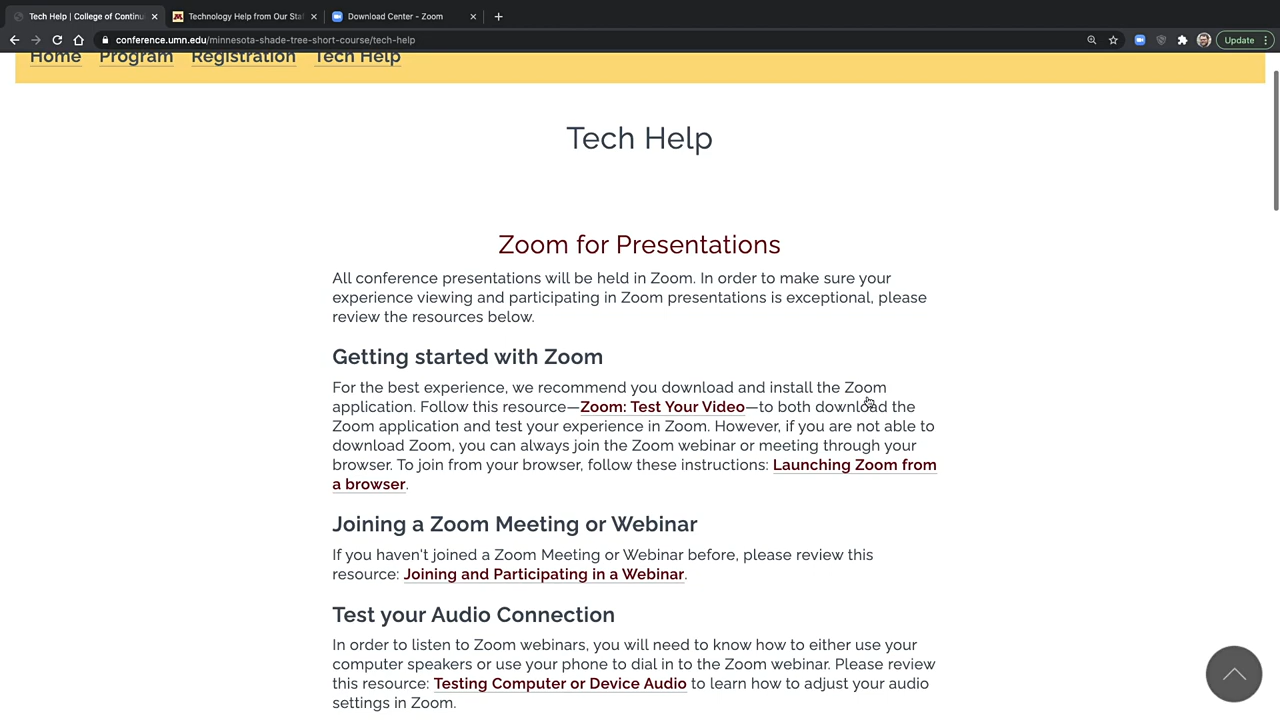 Tech Help | College of Continu
Technology Help from Our Sta
Download Center - Zoom
conference.umn.edu/minnesota-shade-tree-short-course/tech-help
Update
Home Program Registration Tech Help
Tech Help
Zoom for Presentations
All conference presentations will be held in Zoom. In order to make sure your
experience viewing and participating in Zoom presentations is exceptional, please
review the resources below.
Getting started with Zoom
For the best experience, we recommend you download and install the Zoom
application. Follow this resource—Zoom: Test Your Video—to both download the
Zoom application and test your experience in Zoom. However, if you are not able to
download Zoom, you can always join the Zoom webinar or meeting through your
browser. To join from your browser, follow these instructions: Launching Zoom from
a browser.
Joining a Zoom Meeting or Webinar
If you haven't joined a Zoom Meeting or Webinar before, please review this
resource: Joining and Participating in a Webinar.
Test your Audio Connection
In order to listen to Zoom webinars, you will need to know how to either use your
computer speakers or use your phone to dial in to the Zoom webinar. Please review
this resource: Testing Computer or Device Audio to learn how to adjust your audio
settings in Zoom.